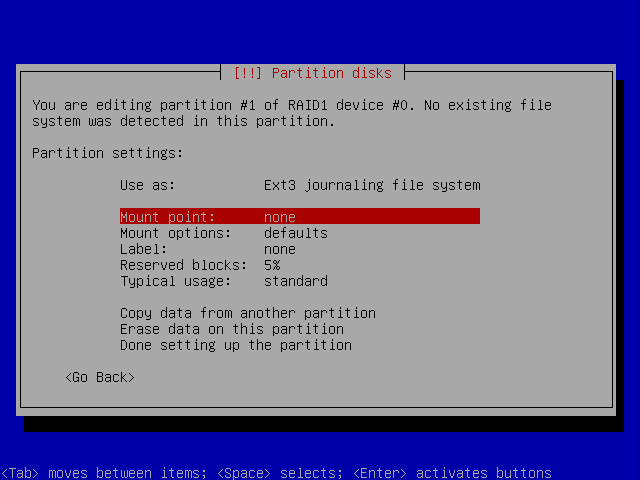 [!!] Partition disks
You are editing partition #1 of RAID1 device #0. No existing file
system was detected in this partition.
Partition settings:
Use as: Ext3 journaling file system
Mount point: none
Mount options: defaults
Label: none
Reserved blocks: 5%
Typical usage: standard
Copy data from another partition
Erase data on this partition
Done setting up the partition
<Go Back>
<Tab> moves between items; <Space> selects; <Enter> activates buttons